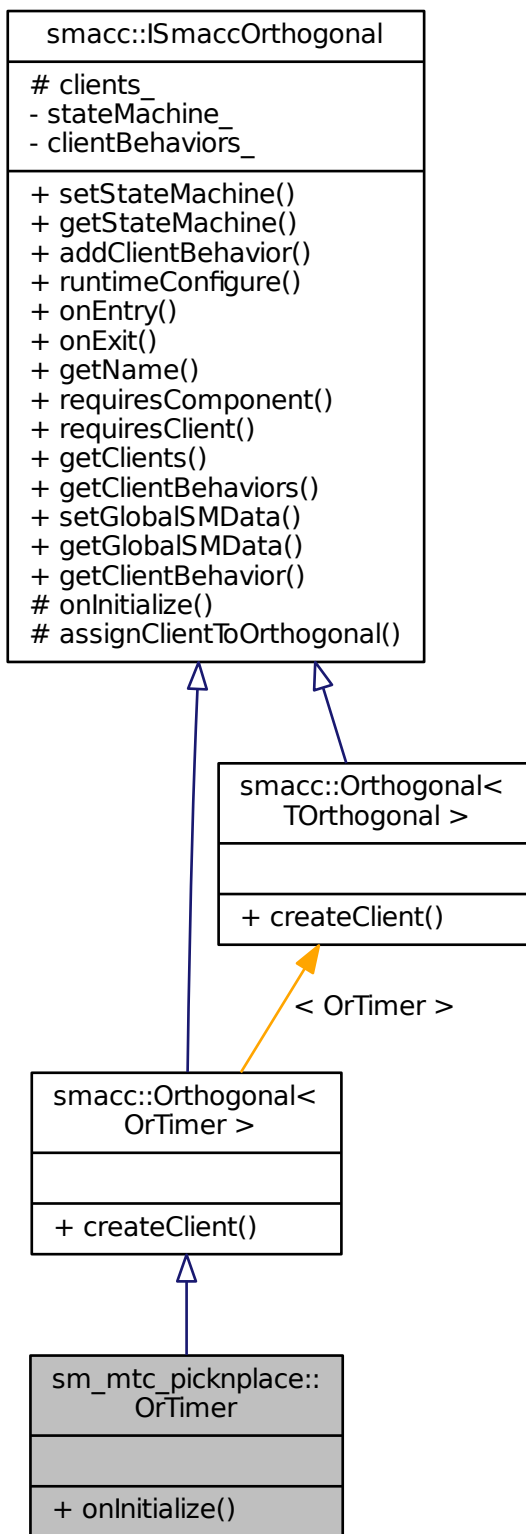 smacc::ISmaccOrthogonal
# clients_
- stateMachine_
- clientBehaviors_
+ setStateMachine()
+ getStateMachine()
+ addClientBehavior()
+ runtimeConfigure()
+ onEntry()
+ onExit()
+ getName()
+ requiresComponent()
+ requiresClient()
+ getClients()
+ getClientBehaviors()
+ setGlobalSMData()
+ getGlobalSMData()
+ getClientBehavior()
# onInitialize()
# assignClientToOrthogonal()
smacc::Orthogonal<
TOrthogonal >
+ createClient()
< OrTimer >
smacc::Orthogonal<
OrTimer >
+ createClient()
sm_mtc_picknplace::
OrTimer
+ onInitialize()